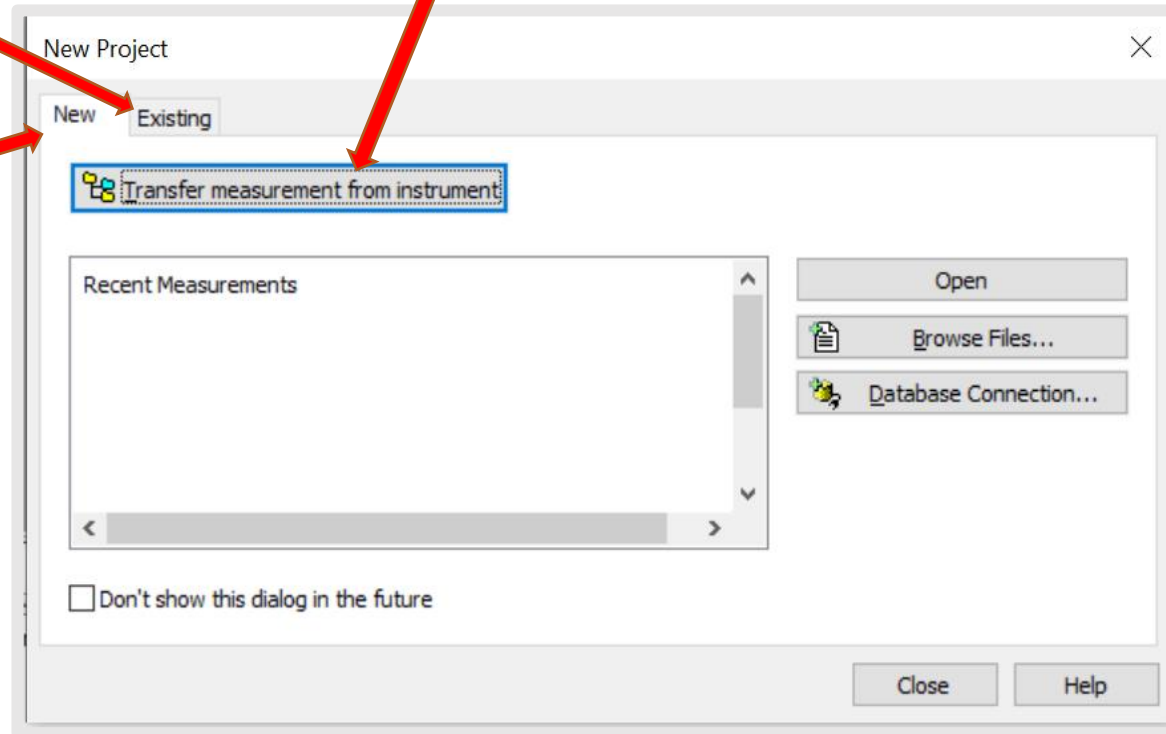 New Project
New
Existing
Transfer measurement from instrument
Recent Measurements
Open
Browse Files...
Database Connection...
Don't show this dialog in the future
Close
Help